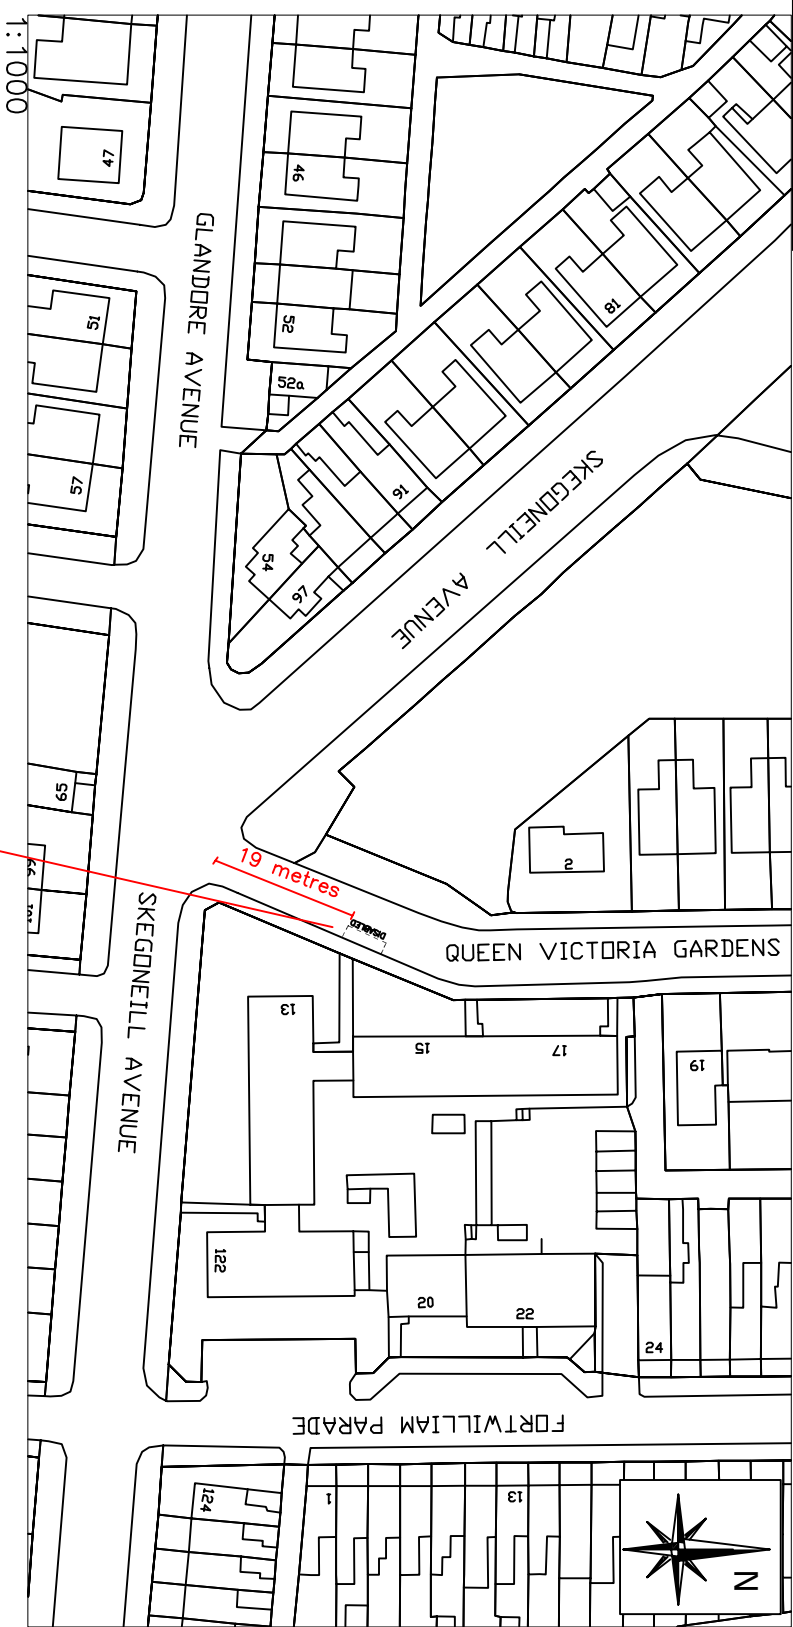 1:1000
47
46
GLANDORE AVENUE
51
52
52a
57
81
91
54
97
SKEGONEILL
AVENUE
65
2
19 metres
DISABLED
QUEEN VICTORIA GARDENS
SKEGONEILL AVENUE
13
15
17
19
122
20
22
24
FORTWILLIAM PARADE
124
1
13
N